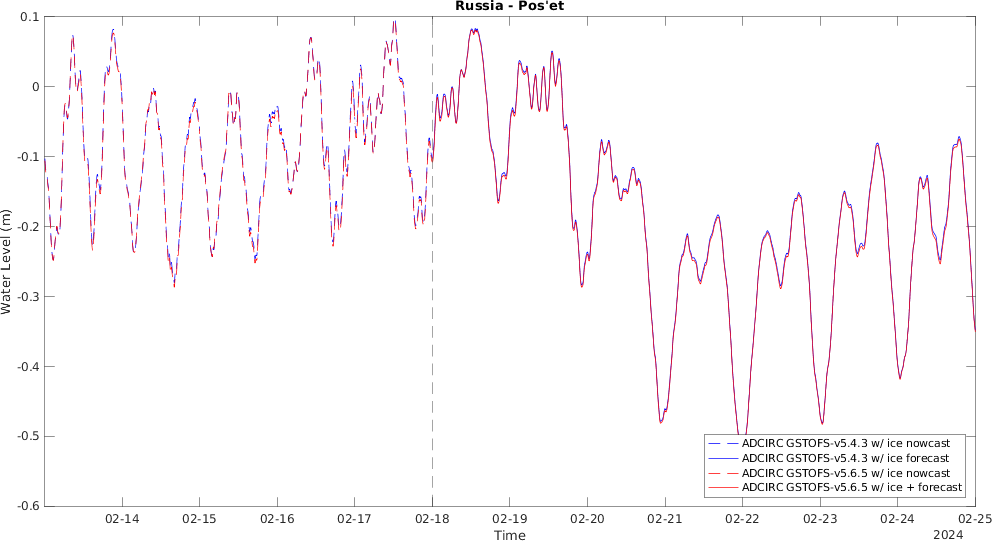 Russia - Pos'et
Water Level (m)
0.1
0
-0.1
-0.2
-0.3
-0.4
-0.5
-0.6
ADCIRC GSTOFS-v5.4.3 w/ ice nowcast
ADCIRC GSTOFS-v5.4.3 w/ ice forecast
ADCIRC GSTOFS-v5.6.5 w/ ice nowcast
ADCIRC GSTOFS-v5.6.5 w/ ice + forecast
02-14 02-15 02-16 02-17 02-18 02-19 02-20 02-21 02-22 02-23 02-24 02-25
Time
2024